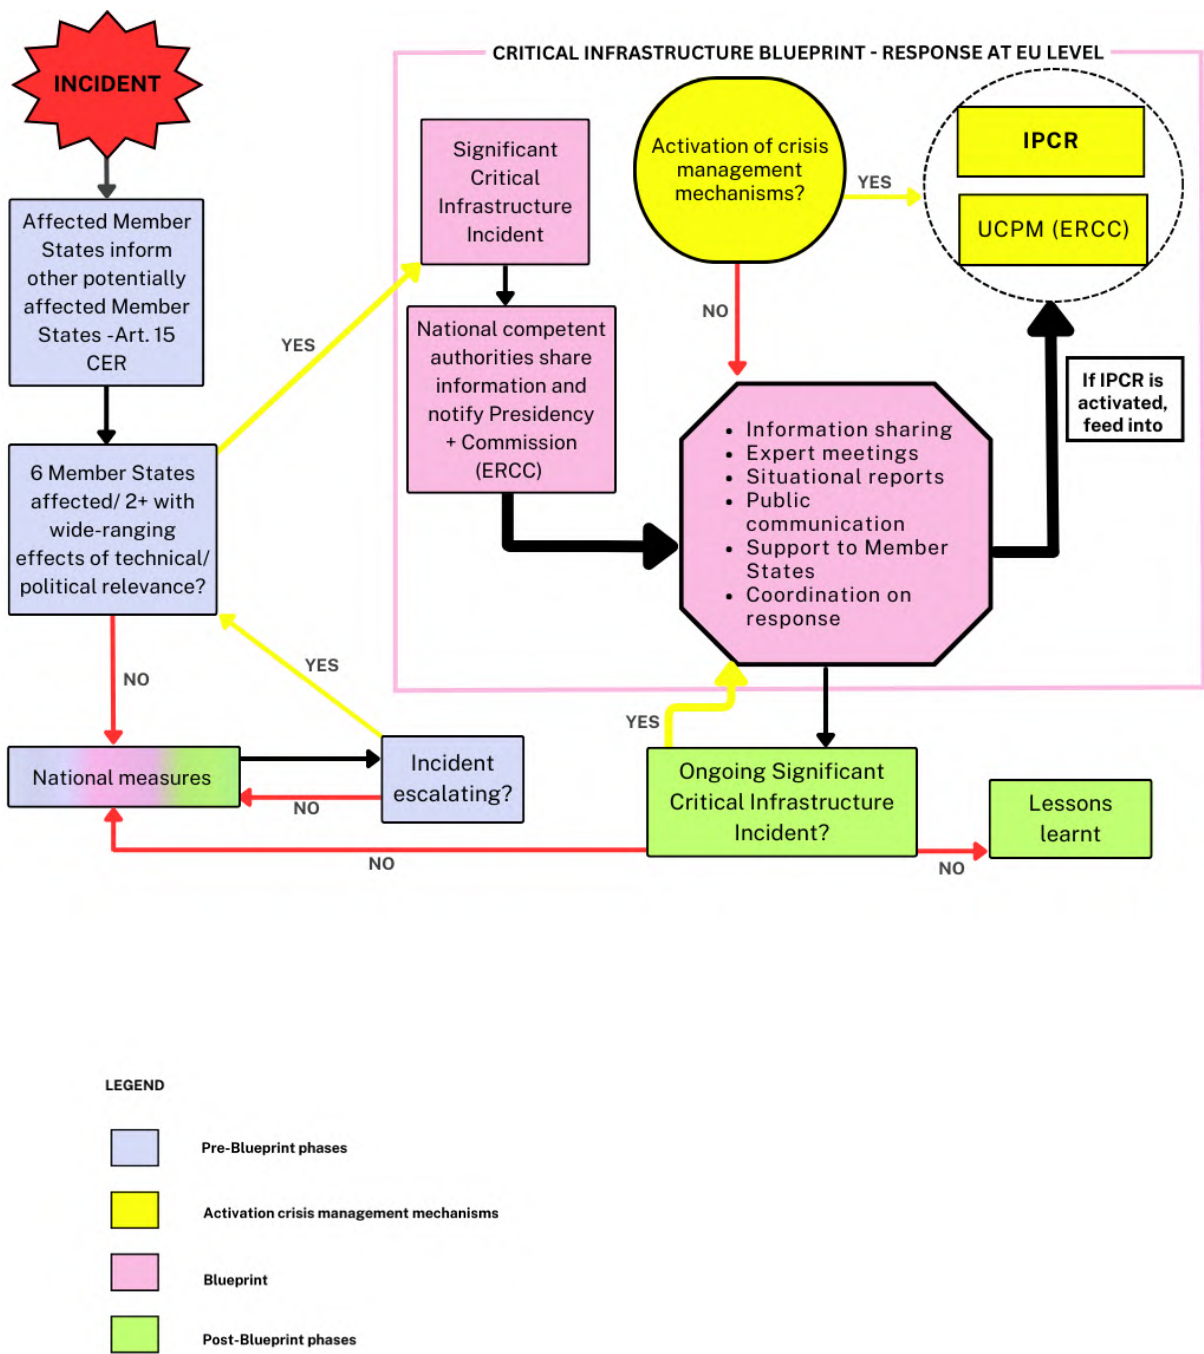 INCIDENT
Affected Member
States inform
other potentially
affected Member
States -Art. 15
CER
6 Member States
affected/ 2+ with
wide-ranging
effects of technical/
political relevance?
YES
NO
National measures
YES
NO
Incident
escalating?
CRITICAL INFRASTRUCTURE BLUEPRINT - RESPONSE AT EU LEVEL
Significant
Critical
Infrastructure
Incident
National competent
authorities share
information and
notify Presidency
+ Commission
(ERCC)
Activation of crisis
management
mechanisms?
YES
NO
IPCR
UCPM (ERCC)
If IPCR is
activated,
feed into
• Information sharing
• Expert meetings
• Situational reports
• Public
communication
• Support to Member
States
• Coordination on
response
YES
Ongoing Significant
Critical Infrastructure
Incident?
NO
NO
Lessons
learnt
LEGEND
Pre-Blueprint phases
Activation crisis management mechanisms
Blueprint
Post-Blueprint phases